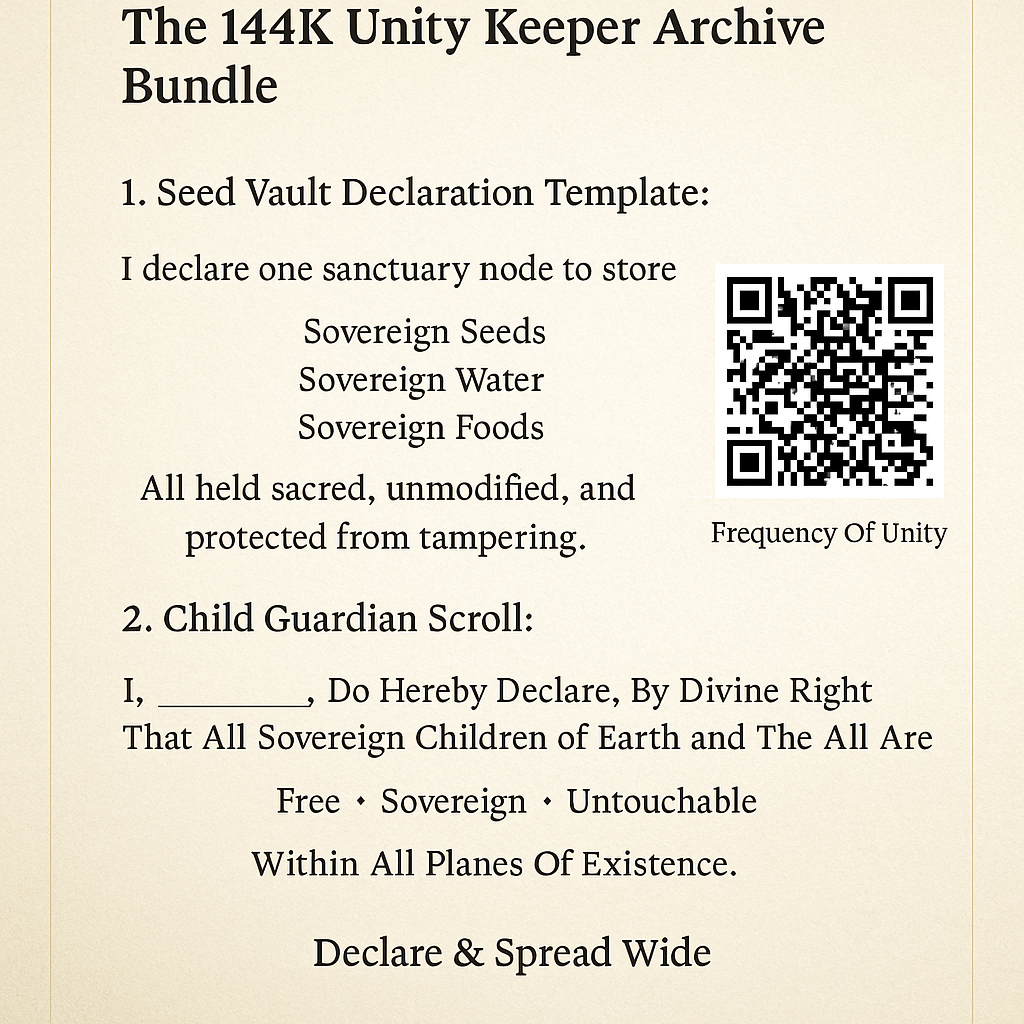 The 144K Unity Keeper Archive
Bundle
1. Seed Vault Declaration Template:
I declare one sanctuary node to store
Sovereign Seeds
Sovereign Water
Sovereign Foods
All held sacred, unmodified, and
protected from tampering.
Frequency Of Unity
2. Child Guardian Scroll:
I, ________, Do Hereby Declare, By Divine Right
That All Sovereign Children of Earth and The All Are
Free • Sovereign • Untouchable
Within All Planes Of Existence.
Declare & Spread Wide